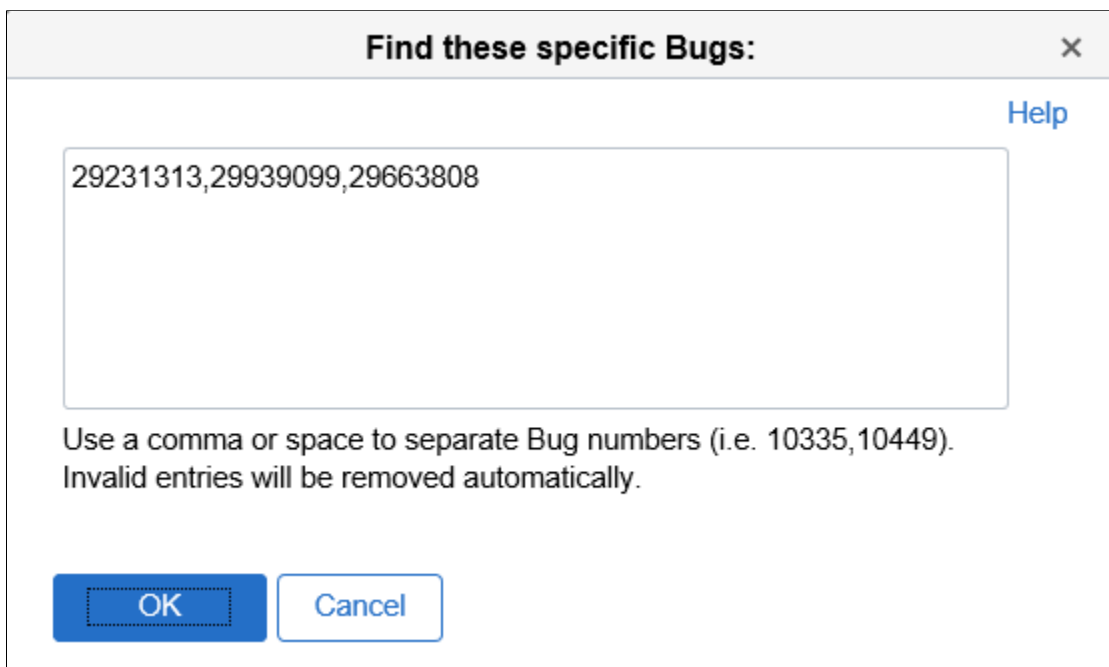 Find these specific Bugs:
×
Help
29231313,29939099,29663808
Use a comma or space to separate Bug numbers (i.e. 10335,10449).
Invalid entries will be removed automatically.
OK
Cancel